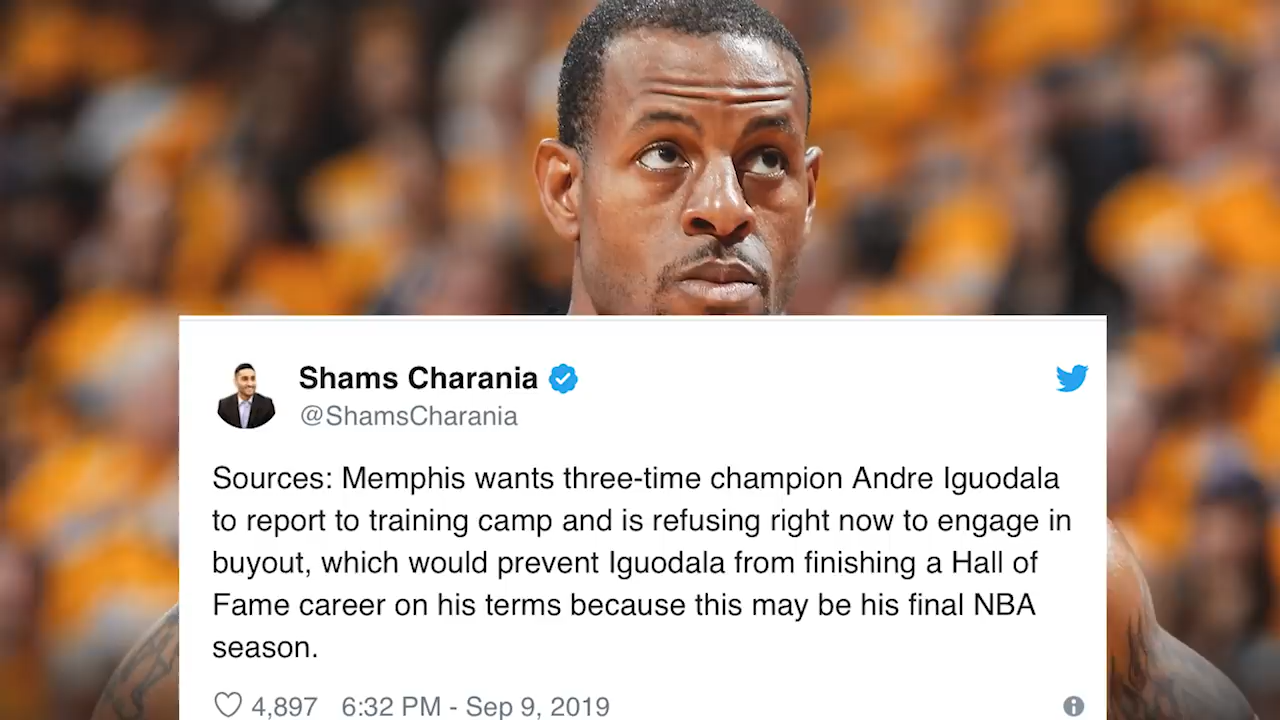 Shams Charania
@ShamsCharania
Sources: Memphis wants three-time champion Andre Iguodala
to report to training camp and is refusing right now to engage in
buyout, which would prevent Iguodala from finishing a Hall of
Fame career on his terms because this may be his final NBA
season.
4,897 6:32 PM - Sep 9, 2019